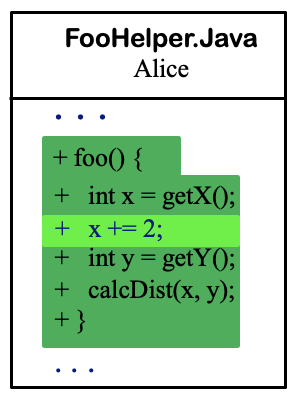 FooHelper.Java
Alice
. . .
+ foo() {
+ int x = getX();
+ x += 2;
+ int y = getY();
+ calcDist(x, y);
+ }
. . .